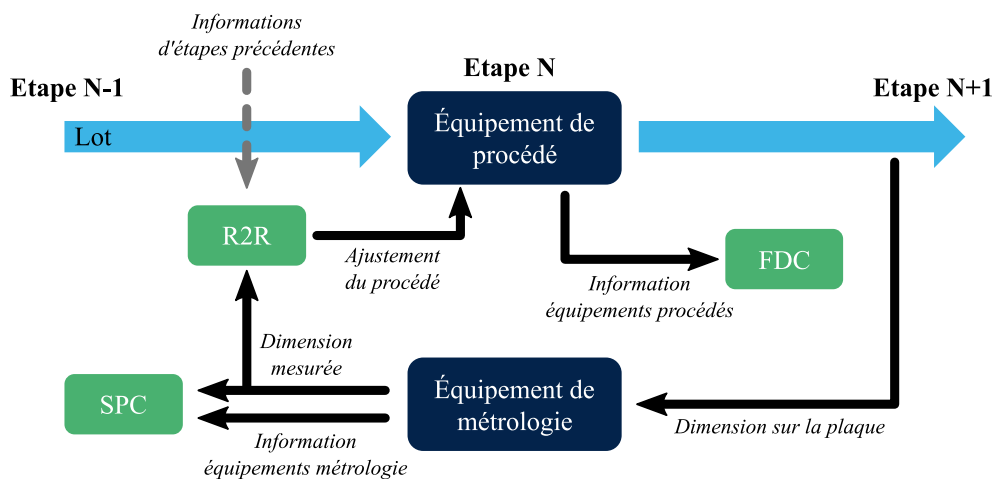 Informations
d'étapes précédentes
Etape N-1
Etape N
Etape N+1
Lot
Équipement de
procédé
R2R
Ajustement
du procédé
FDC
Information
équipements procédés
Dimension
mesurée
SPC
Équipement de
métrologie
Dimension sur la plaque
Information
équipements métrologie